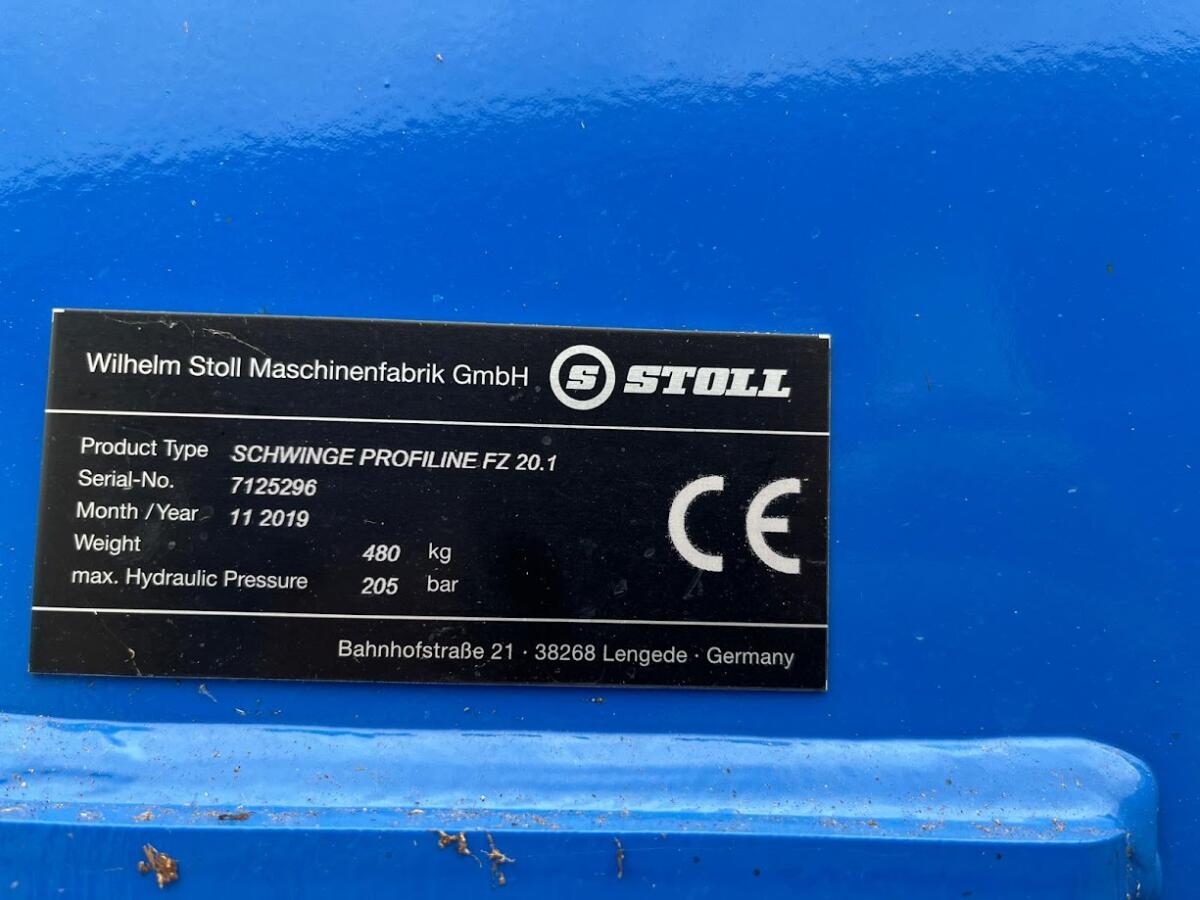 Wilhelm Stoll Maschinenfabrik GmbH S STOLL
Product Type SCHWINGE PROFILINE FZ 20.1
Serial-No. 7125296
Month / Year 11 2019
Weight 480 kg
max. Hydraulic Pressure 205 bar
CE
Bahnhofstraße 21 · 38268 Lengede · Germany